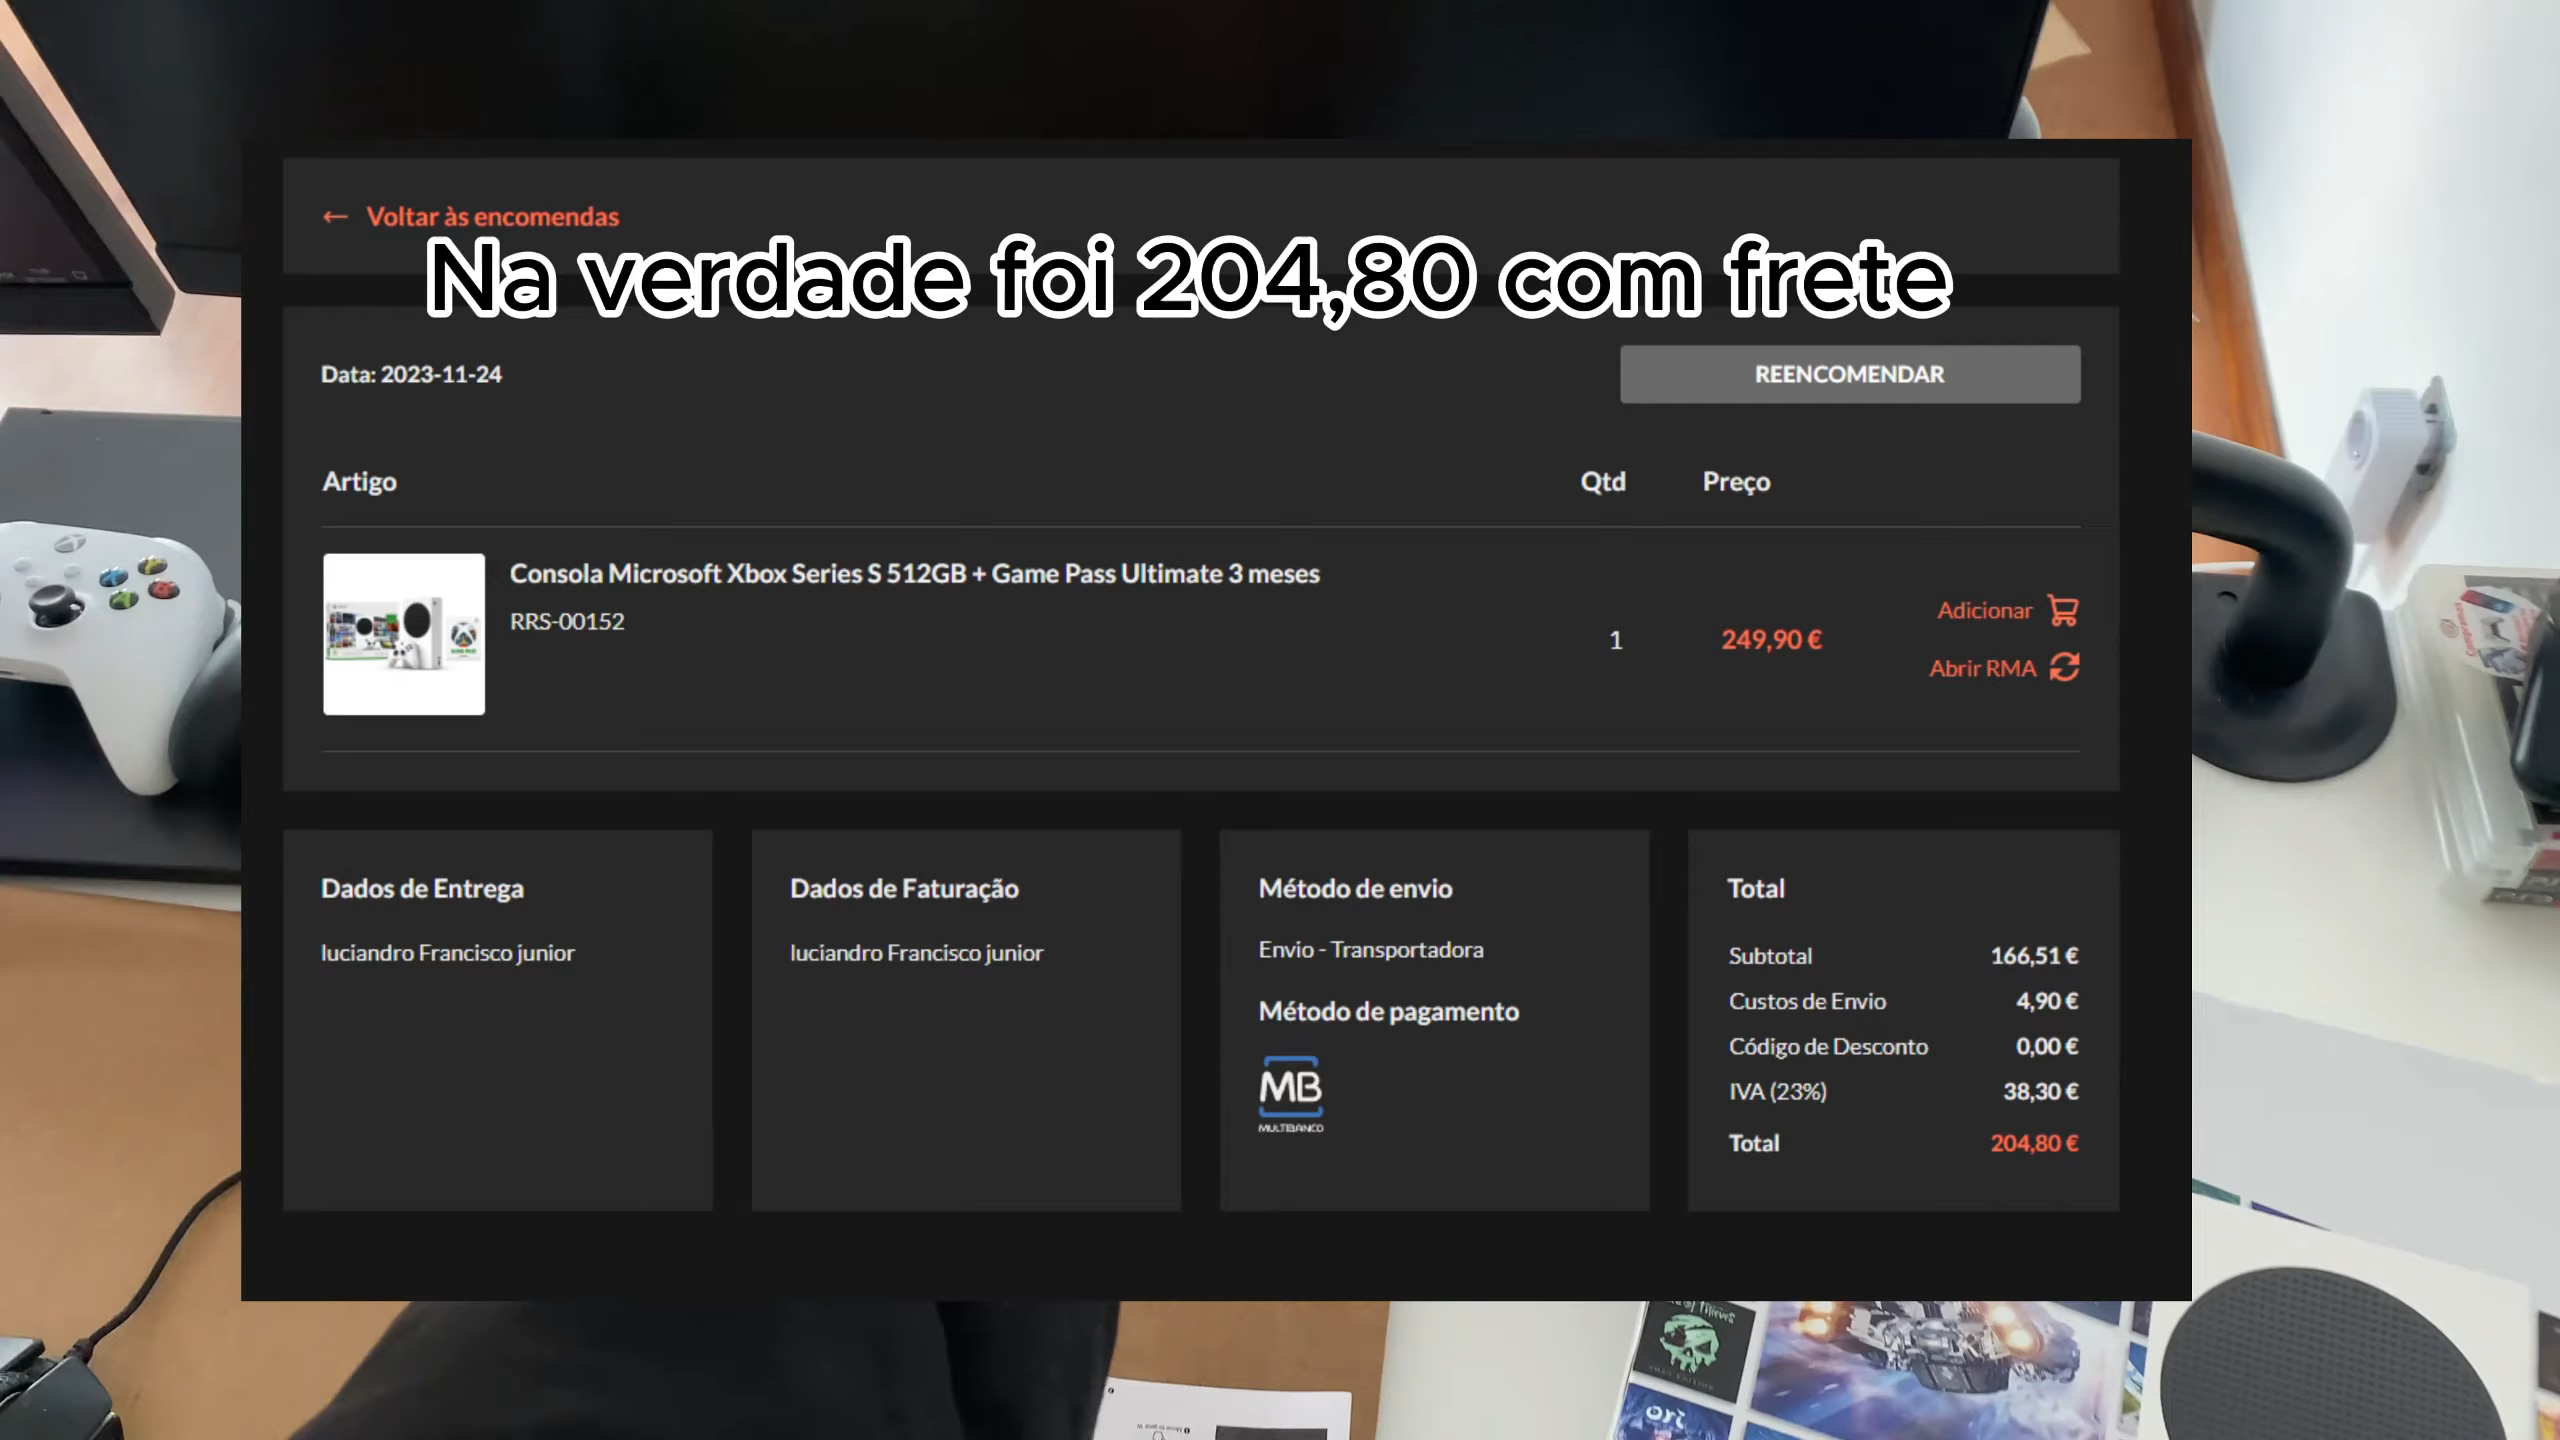 ← Voltar às encomendas
Na verdade foi 204,80 com frete
Data: 2023-11-24
REENCOMENDAR
Artigo
Qtd
Preço
Consola Microsoft Xbox Series S 512GB + Game Pass Ultimate 3 meses
RRS-00152
1
249,90 €
Adicionar
Abrir RMA
Dados de Entrega
luciandro Francisco junior
Dados de Faturação
luciandro Francisco junior
Método de envio
Envio - Transportadora
Método de pagamento
MB
MULTIBANCO
Total
Subtotal 166,51 €
Custos de Envio 4,90 €
Código de Desconto 0,00 €
IVA (23%) 38,30 €
Total 204,80 €
ori